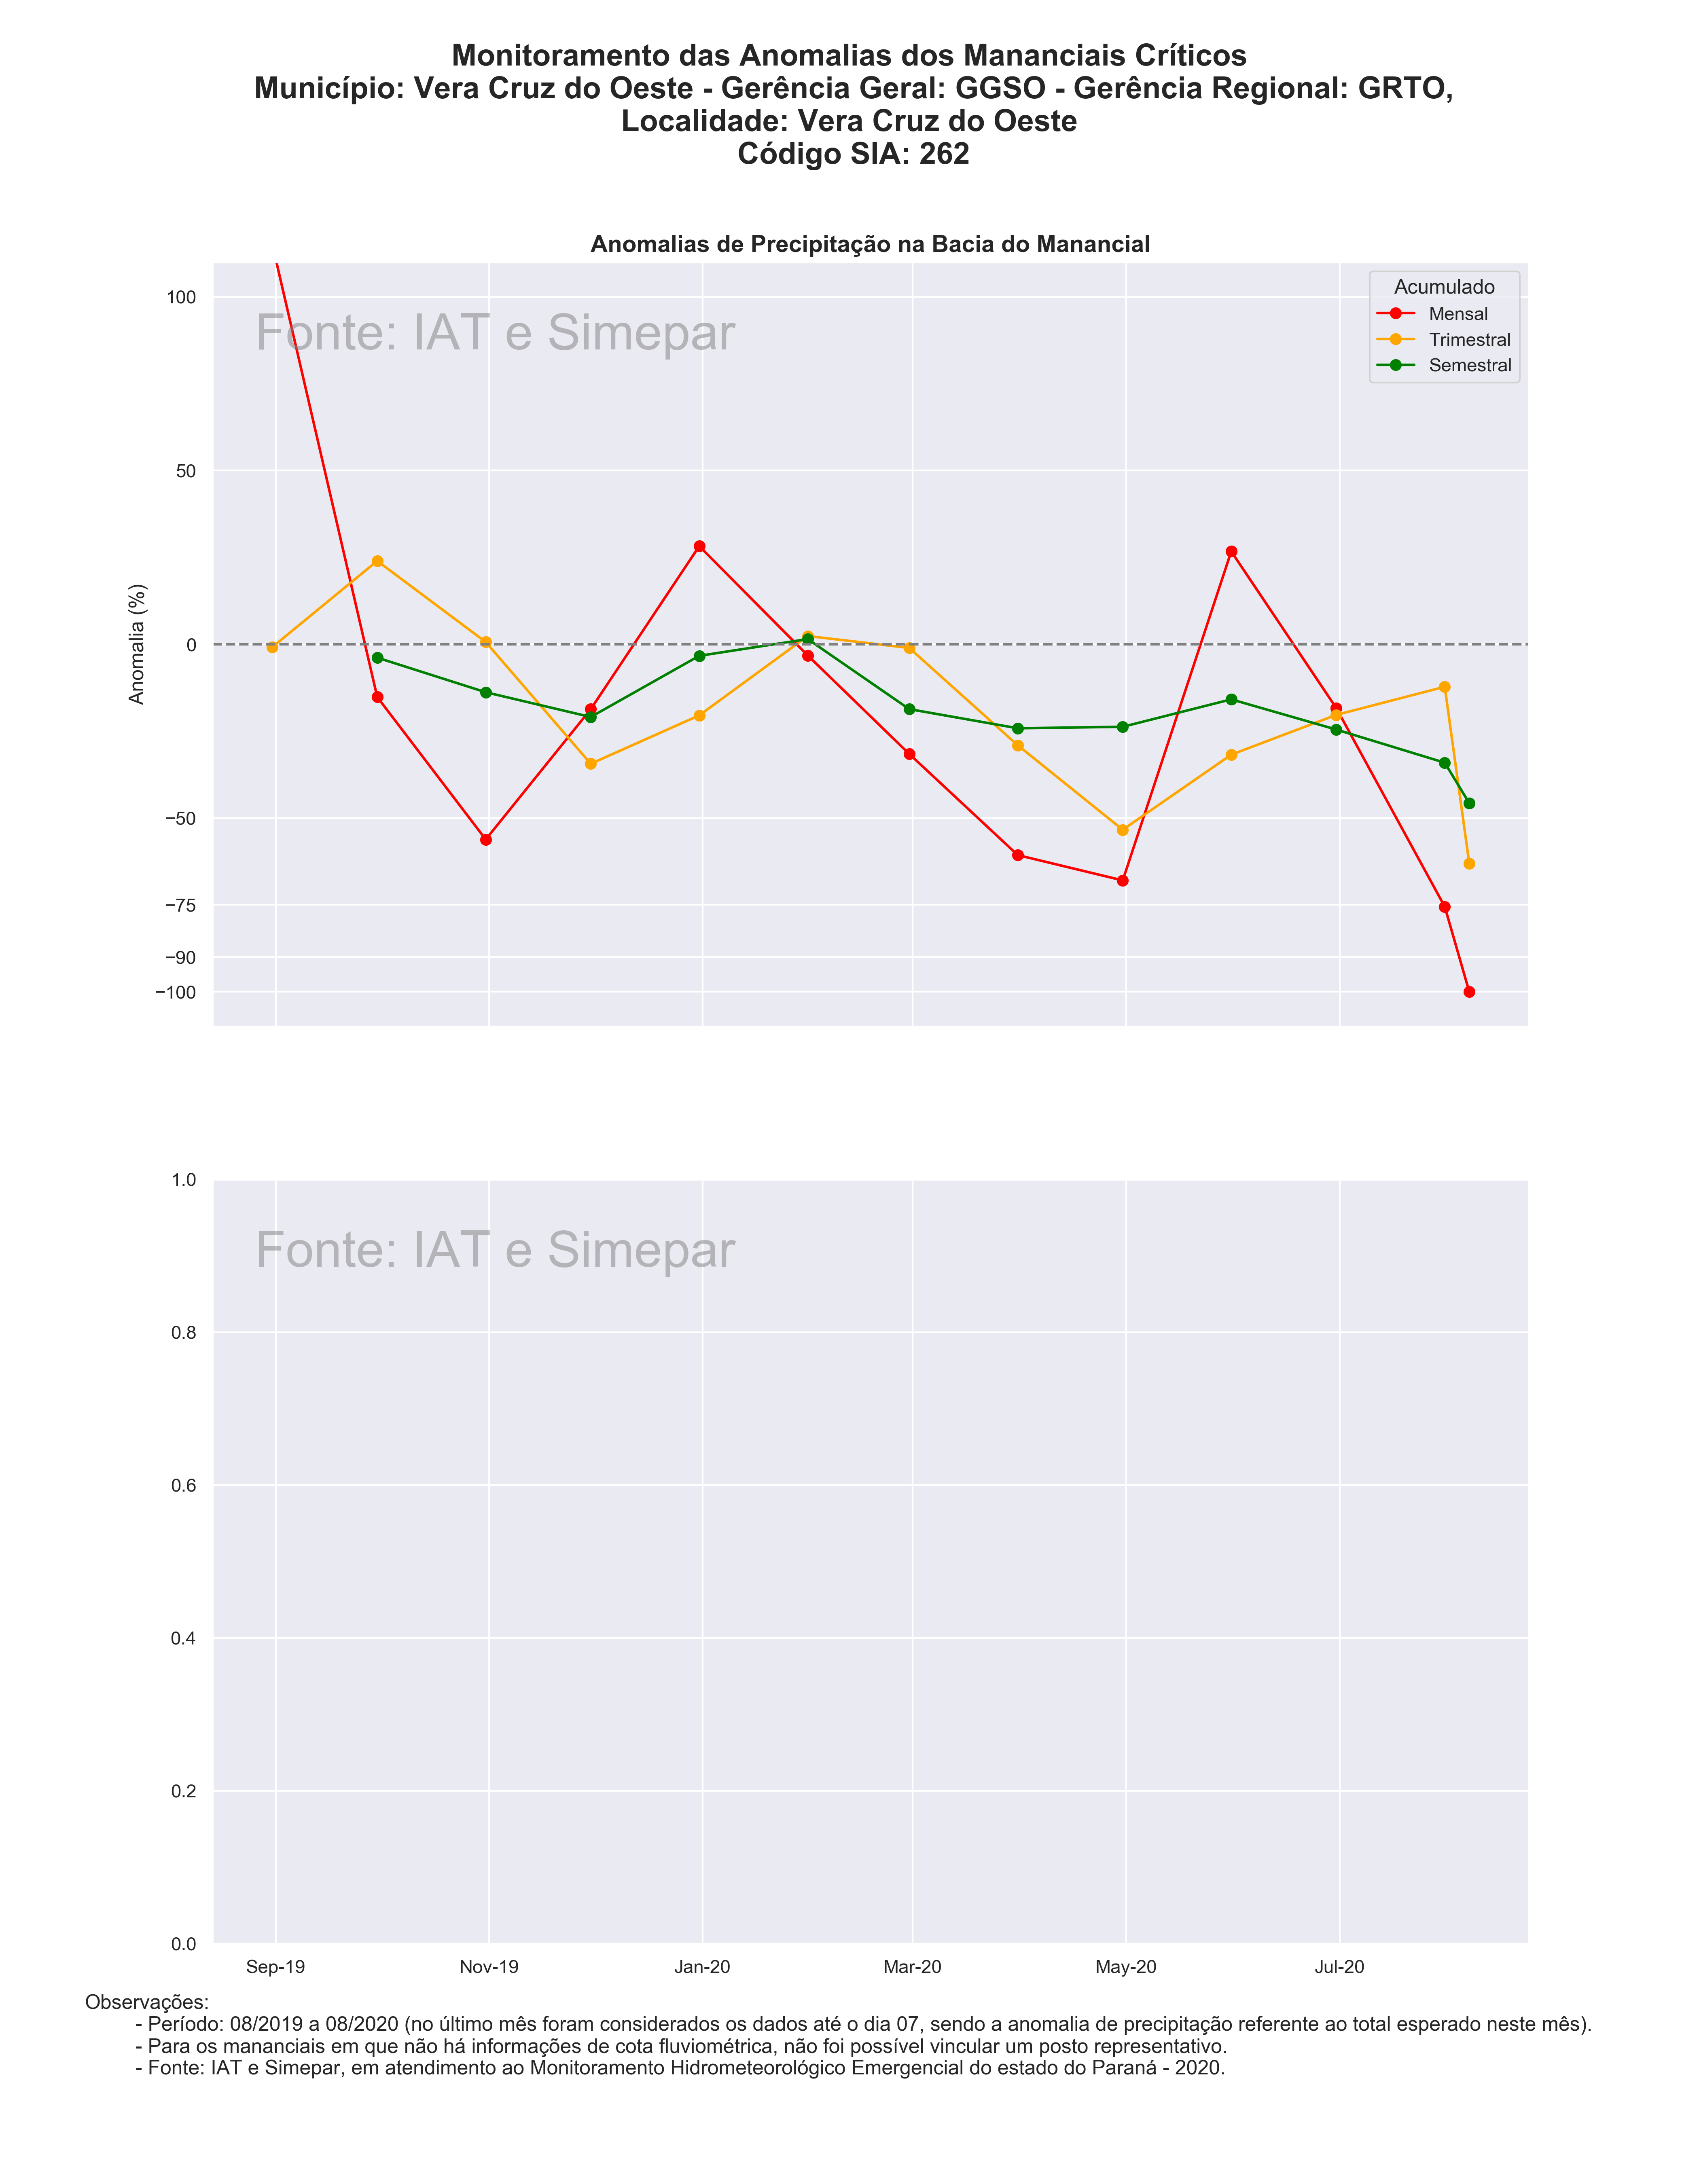 Monitoramento das Anomalias dos Mananciais Críticos
Município: Vera Cruz do Oeste - Gerência Geral: GGSO - Gerência Regional: GRTO,
Localidade: Vera Cruz do Oeste
Código SIA: 262
Anomalias de Precipitação na Bacia do Manancial
Fonte: IAT e Simepar
Acumulado
Mensal
Trimestral
Semestral
Anomalia (%)
100
50
0
−50
−75
−90
−100
Fonte: IAT e Simepar
1.0
0.8
0.6
0.4
0.2
0.0
Sep-19 Nov-19 Jan-20 Mar-20 May-20 Jul-20
Observações:
- Período: 08/2019 a 08/2020 (no último mês foram considerados os dados até o dia 07, sendo a anomalia de precipitação referente ao total esperado neste mês).
- Para os mananciais em que não há informações de cota fluviométrica, não foi possível vincular um posto representativo.
- Fonte: IAT e Simepar, em atendimento ao Monitoramento Hidrometeorológico Emergencial do estado do Paraná - 2020.